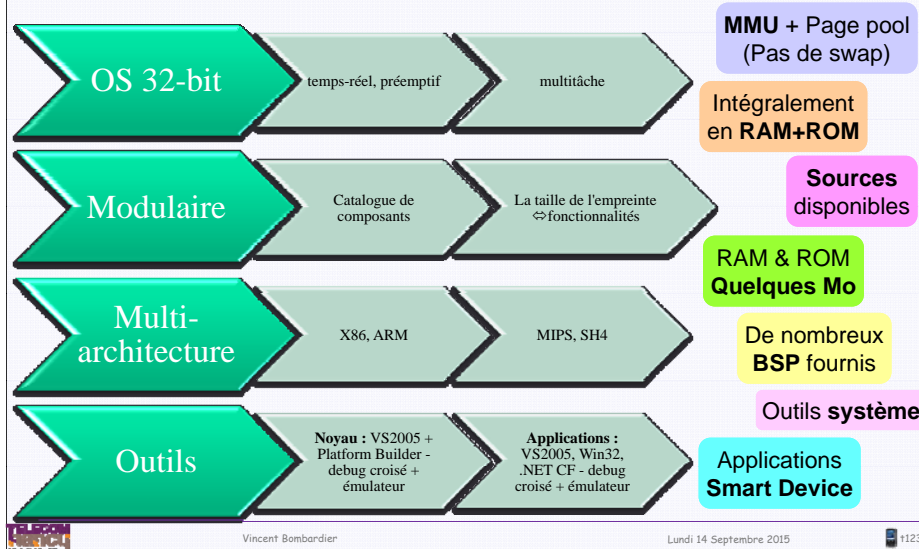 OS 32-bit
temps-réel, préemptif
multitâche
MMU + Page pool
(Pas de swap)
Intégralement
en RAM+ROM
Modulaire
Catalogue de
composants
La taille de l'empreinte
⇔fonctionnalités
Sources
disponibles
RAM & ROM
Quelques Mo
Multi-
architecture
X86, ARM
MIPS, SH4
De nombreux
BSP fournis
Outils système
Outils
Noyau : VS2005 +
Platform Builder -
debug croisé +
émulateur
Applications :
VS2005, Win32,
.NET CF - debug
croisé + émulateur
Applications
Smart Device
TELECOM
NANCY
Vincent Bombardier
Lundi 14 Septembre 2015